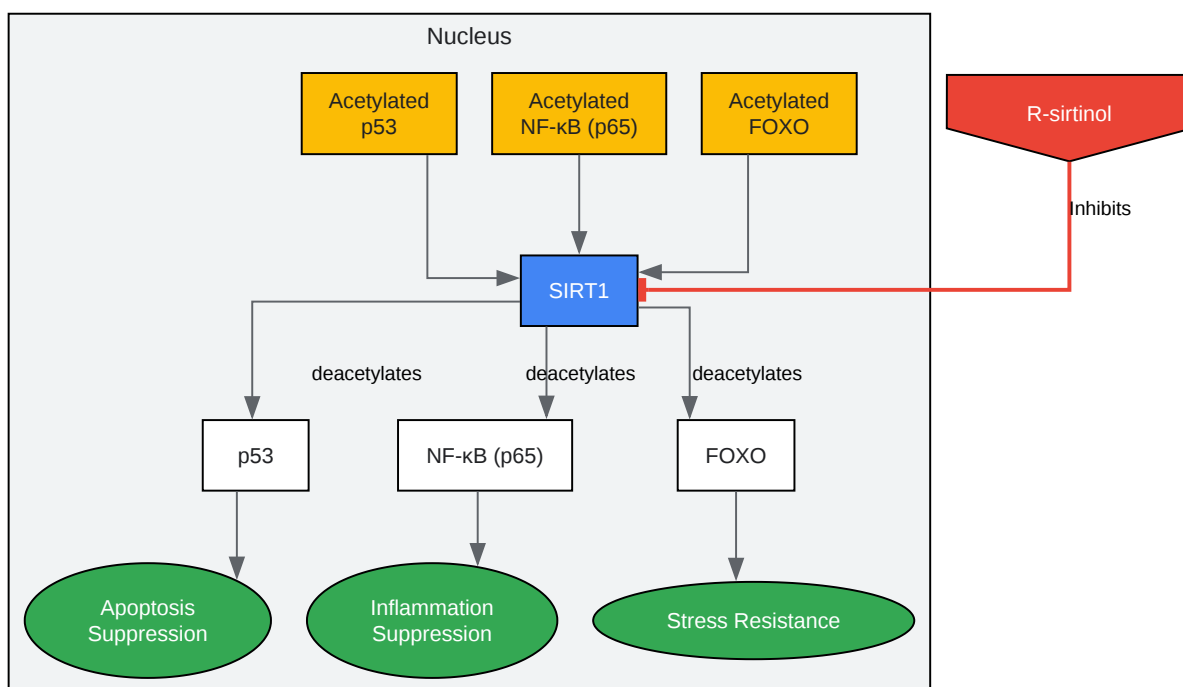 Nucleus
Acetylated
p53
Acetylated
NF-κB (p65)
Acetylated
FOXO
R-sirtinol
Inhibits
SIRT1
deacetylates
deacetylates
deacetylates
p53
NF-κB (p65)
FOXO
Apoptosis
Suppression
Inflammation
Suppression
Stress Resistance